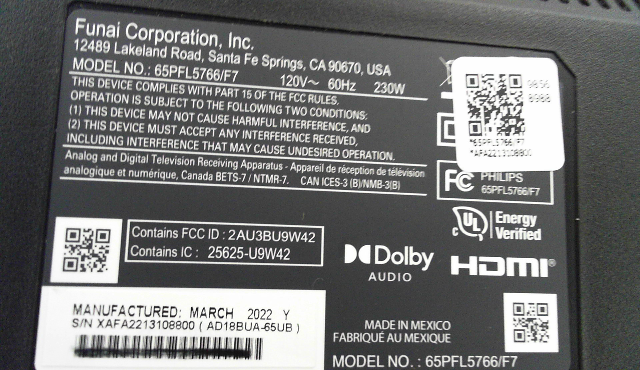 Funai Corporation, Inc.
12489 Lakeland Road, Santa Fe Springs, CA 90670, USA
MODEL NO.: 65PFL5766/F7 120V～ 60Hz 230W
THIS DEVICE COMPLIES WITH PART 15 OF THE FCC RULES.
OPERATION IS SUBJECT TO THE FOLLOWING TWO CONDITIONS:
(1) THIS DEVICE MAY NOT CAUSE HARMFUL INTERFERENCE, AND
(2) THIS DEVICE MUST ACCEPT ANY INTERFERENCE RECEIVED,
INCLUDING INTERFERENCE THAT MAY CAUSE UNDESIRED OPERATION.
Analog and Digital Television Receiving Apparatus - Appareil de réception de télévision
analogique et numérique, Canada BETS-7 / NTMR-7. CAN ICES-3 (B)/NMB-3(B)
*65PFL5766/F7
*XAFA2213108800
FC PHILIPS
65PFL5766/F7
c UL Energy
Verified
Contains FCC ID : 2AU3BU9W42
Contains IC : 25625-U9W42
Dolby
AUDIO
HDMI®
MANUFACTURED: MARCH 2022 Y
S/N XAFA2213108800 ( AD18BUA-65UB )
MADE IN MEXICO
FABRIQUÉ AU MEXIQUE
MODEL NO. : 65PFL5766/F7